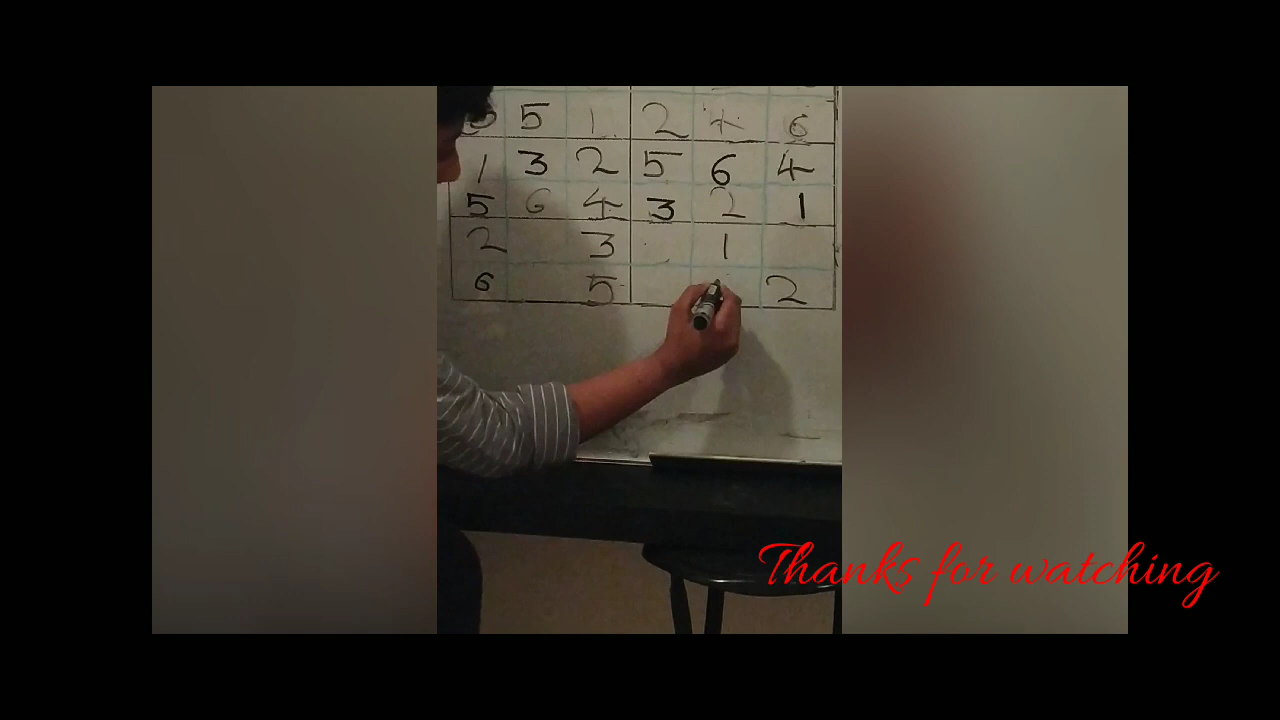 5 1 2 4 6
1 3 2 5 6 4
5 6 4 3 2 1
2 3 1
6 5 2
Thanks for watching